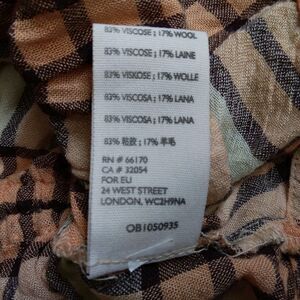 83% VISCOSE ; 17% WOOL
83% VISCOSE ; 17% LAINE
83% VISKOSE ; 17% WOLLE
83% VISCOSA ; 17% LANA
83% VISCOSA ; 17% LANA
83% 粘胶 ; 17% 羊毛
RN # 66170
CA # 32054
FOR EU
24 WEST STREET
LONDON, WC2H9NA
OB1050935